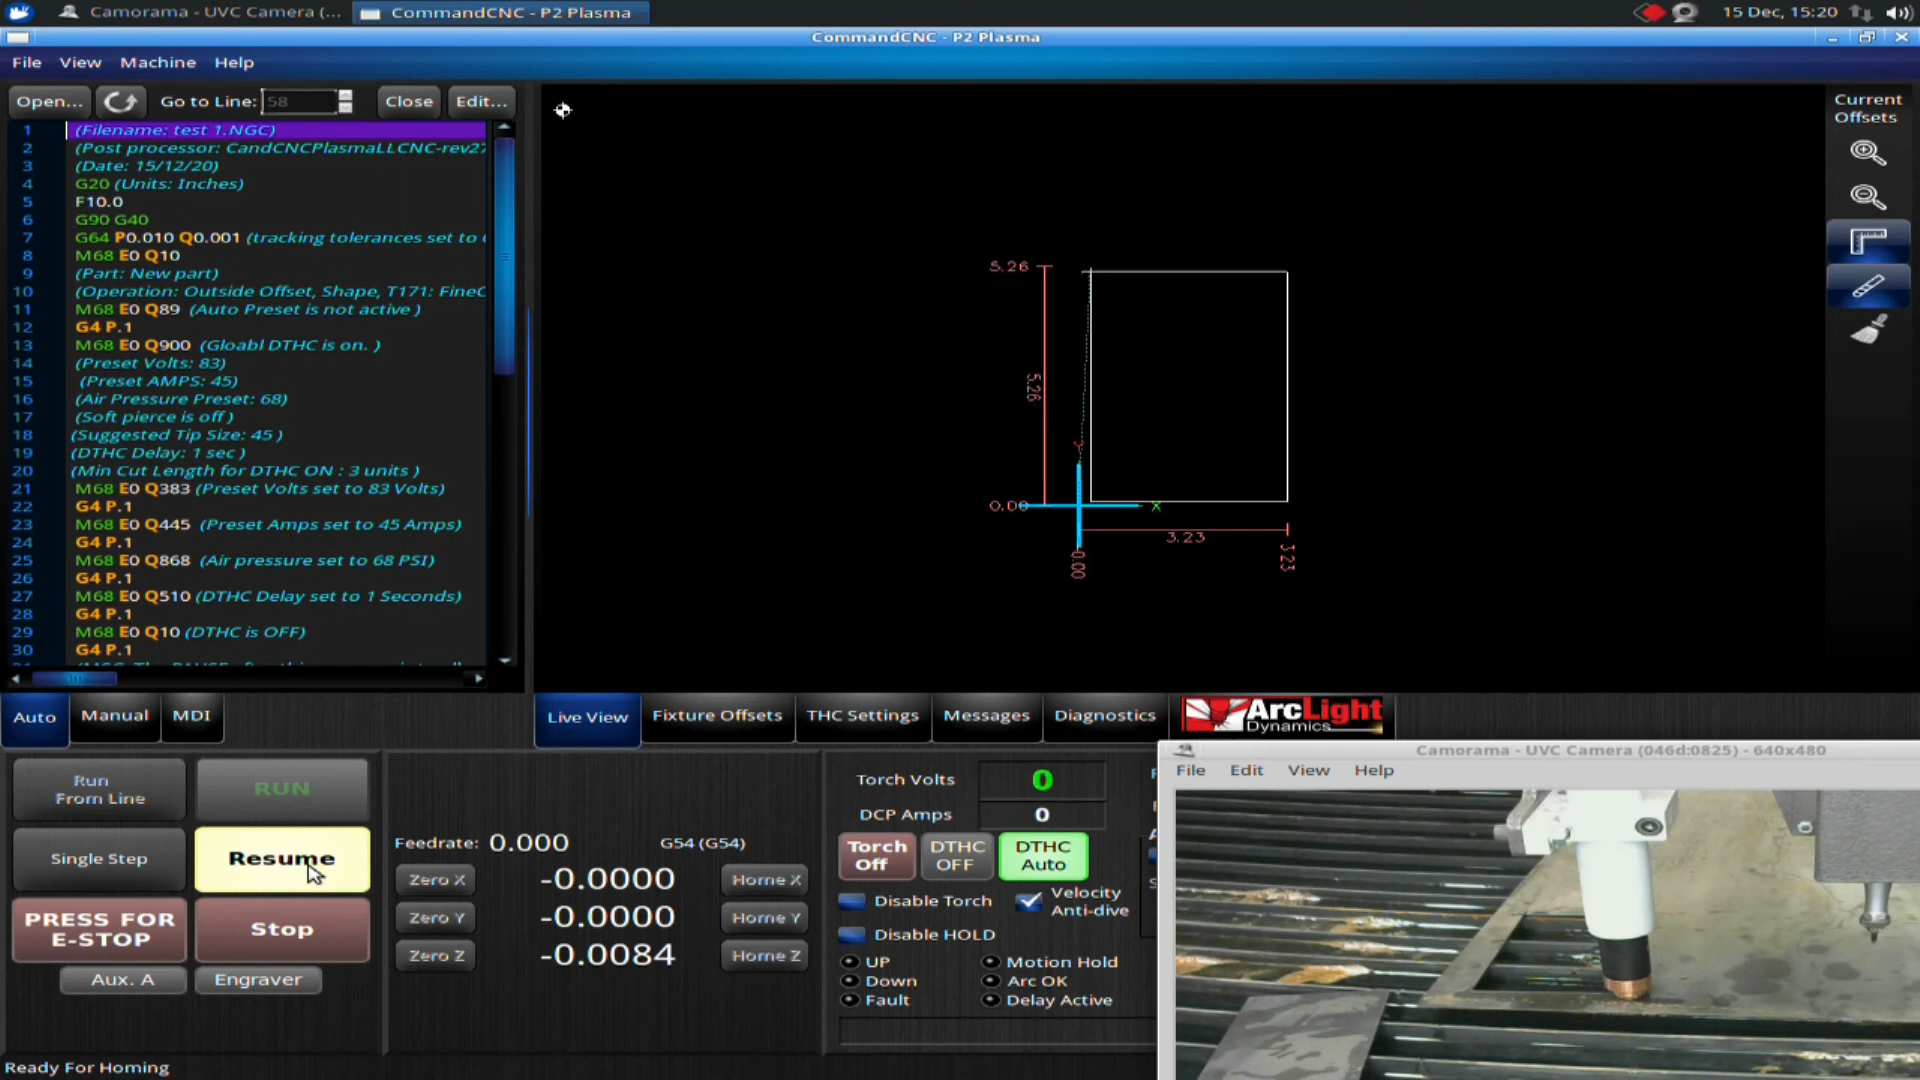 Camorama - UVC Camera (...
CommandCNC - P2 Plasma
15 Dec, 15:20
CommandCNC - P2 Plasma
File View Machine Help
Open... Go to Line: 58 Close Edit...
1 (Filename: test 1.NGC)
2 (Post processor: CandCNCPlasmaLLCNC-rev27
3 (Date: 15/12/20)
4 G20 (Units: Inches)
5 F10.0
6 G90 G40
7 G64 P0.010 Q0.001 (tracking tolerances set to
8 M68 E0 Q10
9 (Part: New part)
10 (Operation: Outside Offset, Shape, T171: FineC
11 M68 E0 Q89 (Auto Preset is not active )
12 G4 P.1
13 M68 E0 Q900 (Gloabl DTHC is on. )
14 (Preset Volts: 83)
15 (Preset AMPS: 45)
16 (Air Pressure Preset: 68)
17 (Soft pierce is off )
18 (Suggested Tip Size: 45 )
19 (DTHC Delay: 1 sec )
20 (Min Cut Length for DTHC ON : 3 units )
21 M68 E0 Q383 (Preset Volts set to 83 Volts)
22 G4 P.1
23 M68 E0 Q445 (Preset Amps set to 45 Amps)
24 G4 P.1
25 M68 E0 Q868 (Air pressure set to 68 PSI)
26 G4 P.1
27 M68 E0 Q510 (DTHC Delay set to 1 Seconds)
28 G4 P.1
29 M68 E0 Q10 (DTHC is OFF)
30 G4 P.1
Current
Offsets
5.26
5.26
Y
0.00
X
3.23
0.00
3.23
Auto Manual MDI
Live View Fixture Offsets THC Settings Messages Diagnostics
ArcLight
Dynamics
Run
From Line
RUN
Single Step
Resume
PRESS FOR
E-STOP
Stop
Aux. A
Engraver
Feedrate: 0.000 G54 (G54)
Zero X -0.0000 Home X
Zero Y -0.0000 Home Y
Zero Z -0.0084 Home Z
Torch Volts 0
DCP Amps 0
Torch
Off
DTHC
OFF
DTHC
Auto
Disable Torch
Velocity
Anti-dive
Disable HOLD
UP Motion Hold
Down Arc OK
Fault Delay Active
Camorama - UVC Camera (046d:0825) - 640x480
File Edit View Help
Ready For Homing